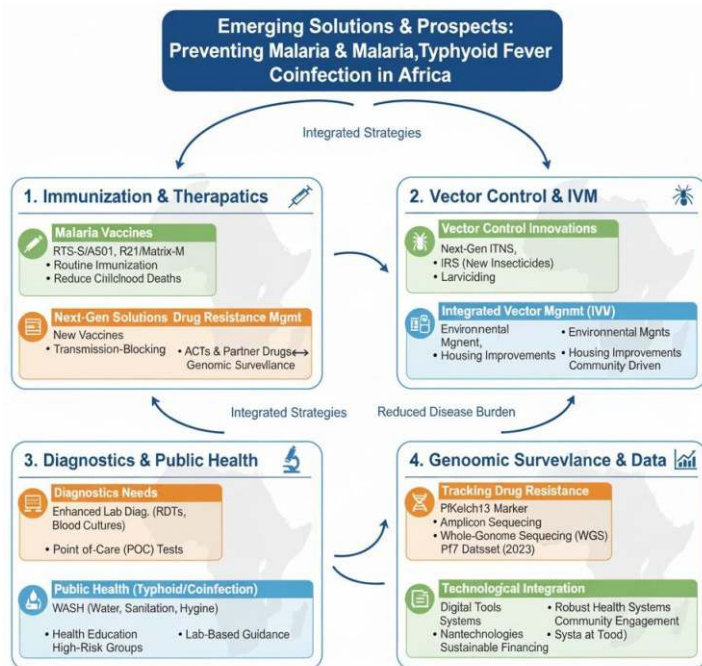 Emerging Solutions & Prospects:
Preventing Malaria & Malaria,Typhyoid Fever
Coinfection in Africa
Integrated Strategies
1. Immunization & Therapatics
Malaria Vaccines
RTS-S/A501, R21/Matrix-M
• Routine Imunization
• Reduce Chilclnood Deaths
Next-Gen Solutions Drug Resistance Mgmt
New Vaccines
• Transmission-Blocking
• ACTs & Partner Drugs↔
Genomic Survevllance
2. Vector Control & IVM
Vector Control Innovations
Next-Gen ITNS,
• IRS (New Insecticides)
• Larviciding
Integrated Vector Mgnmt (IVV)
Environmental
Mgnent,
• Housing Improvements
• Environmental Mgnts
• Housing Improvements
Community Driven
Integrated Strategies
Reduced Disease Burden
3. Diagnostics & Public Health
Diagnostics Needs
Enhanced Lab Diag. (RDTs,
Blood Cultures)
• Point of-Care (POC) Tests
Public Health (Typhoid/Coinfection)
WASH (Water, Sanilation, Hygine)
• Health Education
High-Risk Groups
• Lab-Based Guidance
4. Genoomic Survevlance & Data
Tracking Drug Resistance
PfKelch13 Marker
• Amplicon Sequecing
• Whole-Gonome Sequecing (WGS)
Pf7 Datsset (2023)
Technological Integration
Digital Tools
Systems
• Nantechnologies
Sustainable Financing
• Robust Health Systems
Community Engagement
• Systa at Tood)